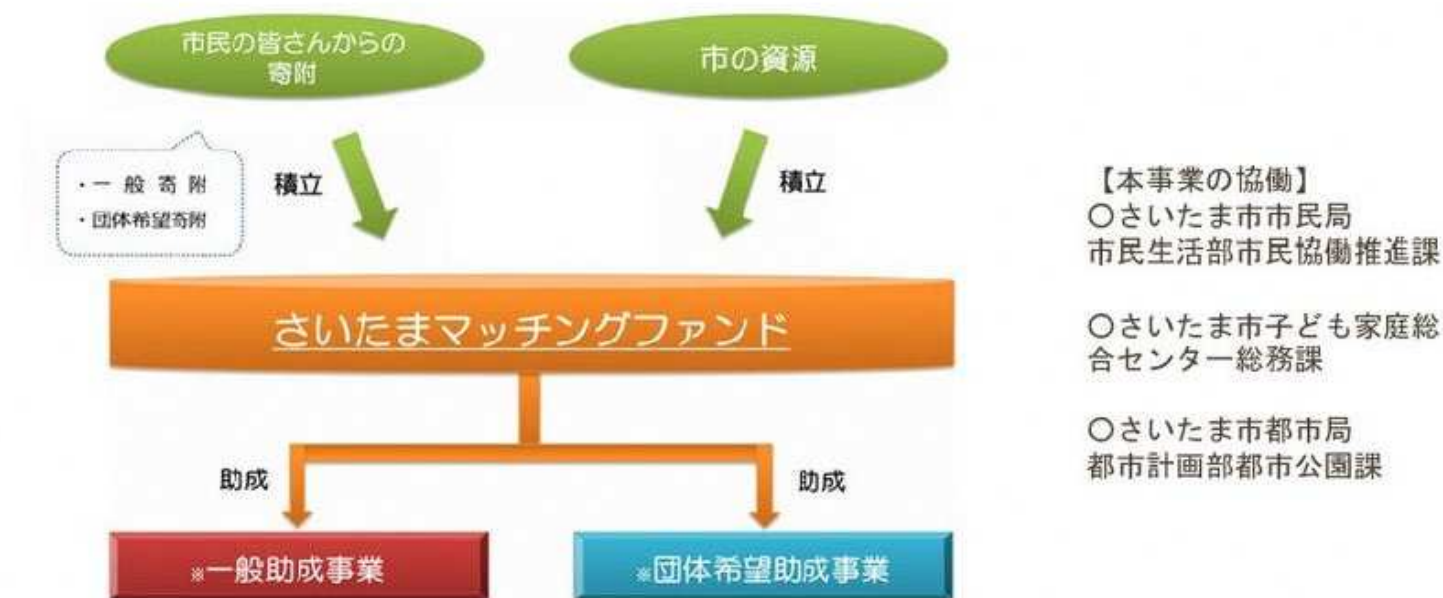 市民の皆さんからの
寄附
市の資源
・一般寄附
・団体希望寄附
積立
積立
さいたまマッチングファンド
助成
助成
※一般助成事業
※団体希望助成事業
【本事業の協働】
〇さいたま市市民局
市民生活部市民協働推進課
〇さいたま市子ども家庭総
合センター総務課
〇さいたま市都市局
都市計画部都市公園課